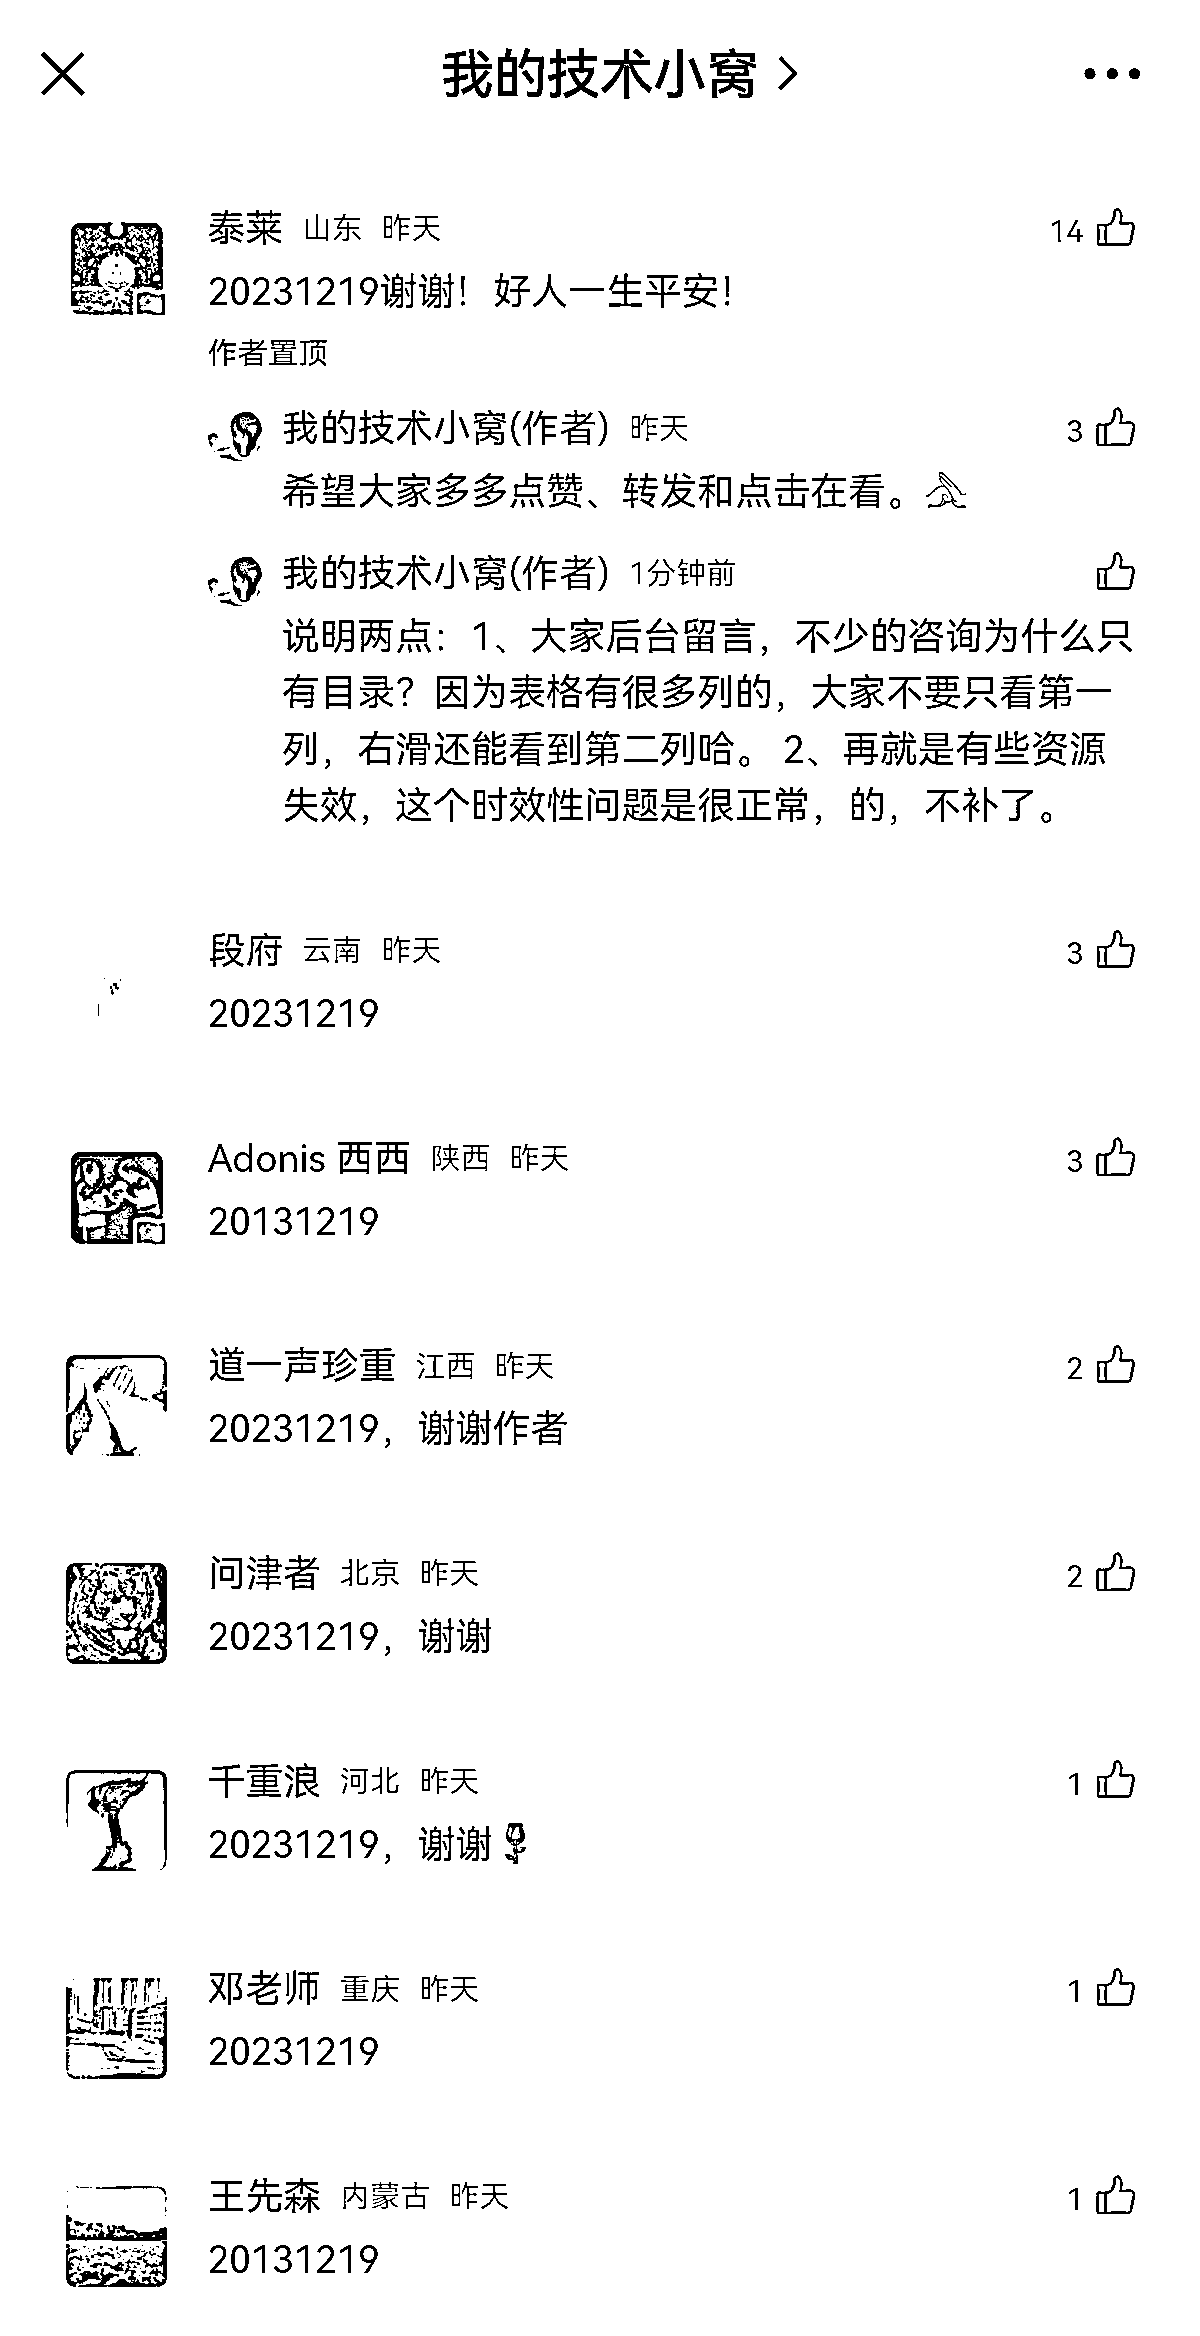 我的技术小窝
泰莱 山东 昨天 14
20231219谢谢！好人一生平安！
作者置顶
我的技术小窝(作者) 昨天 3
希望大家多多点赞、转发和点击在看。
我的技术小窝(作者) 1分钟前
说明两点：1、大家后台留言，不少的咨询为什么只
有目录？因为表格有很多列的，大家不要只看第一
列，右滑还能看到第二列哈。 2、再就是有些资源
失效，这个时效性问题是很正常，的，不补了。
段府 云南 昨天 3
20231219
Adonis 西西 陕西 昨天 3
20131219
道一声珍重 江西 昨天 2
20231219，谢谢作者
问津者 北京 昨天 2
20231219，谢谢
千重浪 河北 昨天 1
20231219，谢谢
邓老师 重庆 昨天 1
20231219
王先森 内蒙古 昨天 1
20131219